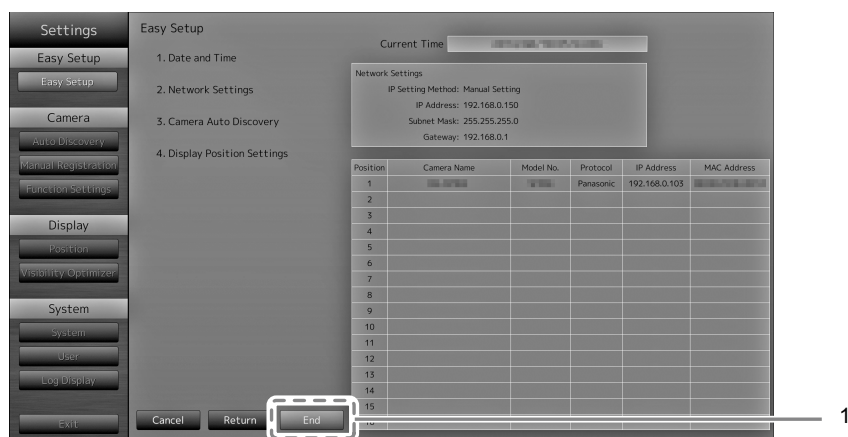 Settings
Easy Setup
Easy Setup
Camera
Auto Discovery
Manual Registration
Function Settings
Display
Position
Visibility Optimizer
System
System
User
Log Display
Exit
Easy Setup
1. Date and Time
2. Network Settings
3. Camera Auto Discovery
4. Display Position Settings
Cancel Return End
Current Time
Network Settings
IP Setting Method: Manual Setting
IP Address: 192.168.0.150
Subnet Mask: 255.255.255.0
Gateway: 192.168.0.1
Position Camera Name Model No. Protocol IP Address MAC Address
1 Panasonic 192.168.0.103
2
3
4
5
6
7
8
9
10
11
12
13
14
15
16
1